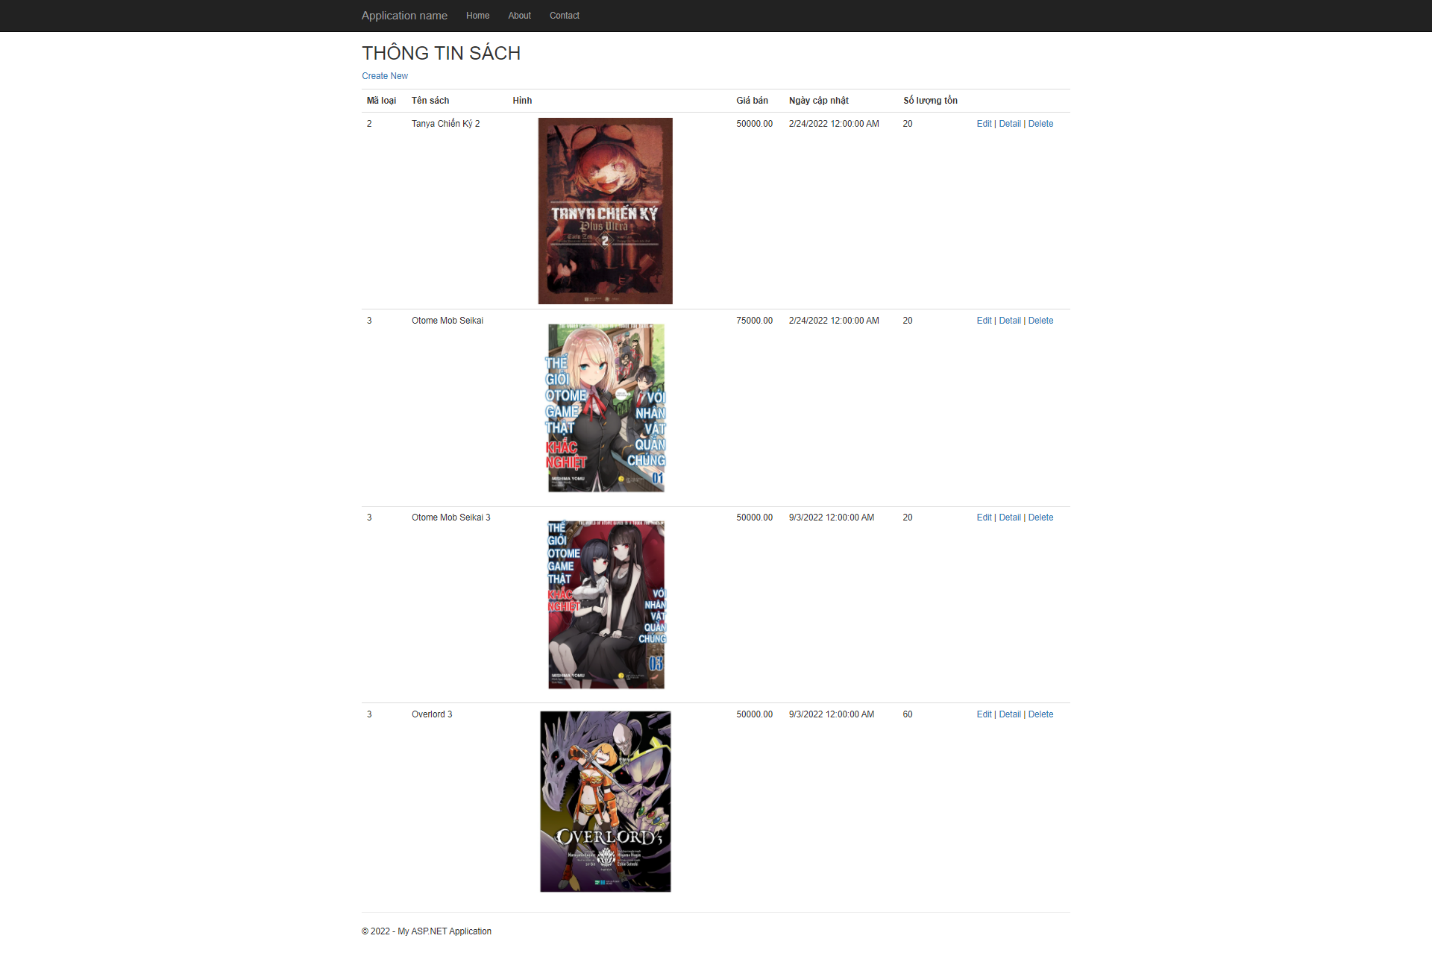 Application name Home About Contact
THÔNG TIN SÁCH
Create New
Mã loại Tên sách Hình Giá bán Ngày cập nhật Số lượng tồn
2 Tanya Chiến Ký 2 50000.00 2/24/2022 12:00:00 AM 20 Edit | Detail | Delete
TANYA CHIẾN KÝ
Plus Ultra
2
3 Otome Mob Seikai 75000.00 2/24/2022 12:00:00 AM 20 Edit | Detail | Delete
THẾ
GIỚI
OTOME
GAME
THẬT
KHẮC
NGHIỆT
VỚI
NHÂN
VẬT
QUẦN
CHÚNG
01
MISHIMA YOMU
3 Otome Mob Seikai 3 50000.00 9/3/2022 12:00:00 AM 20 Edit | Detail | Delete
THẾ
GIỚI
OTOME
GAME
THẬT
KHẮC
NGHIỆT
VỚI
NHÂN
VẬT
QUẦN
CHÚNG
03
MISHIMA YOMU
3 Overlord 3 50000.00 9/3/2022 12:00:00 AM 60 Edit | Detail | Delete
OVERLORD 3
© 2022 - My ASP.NET Application